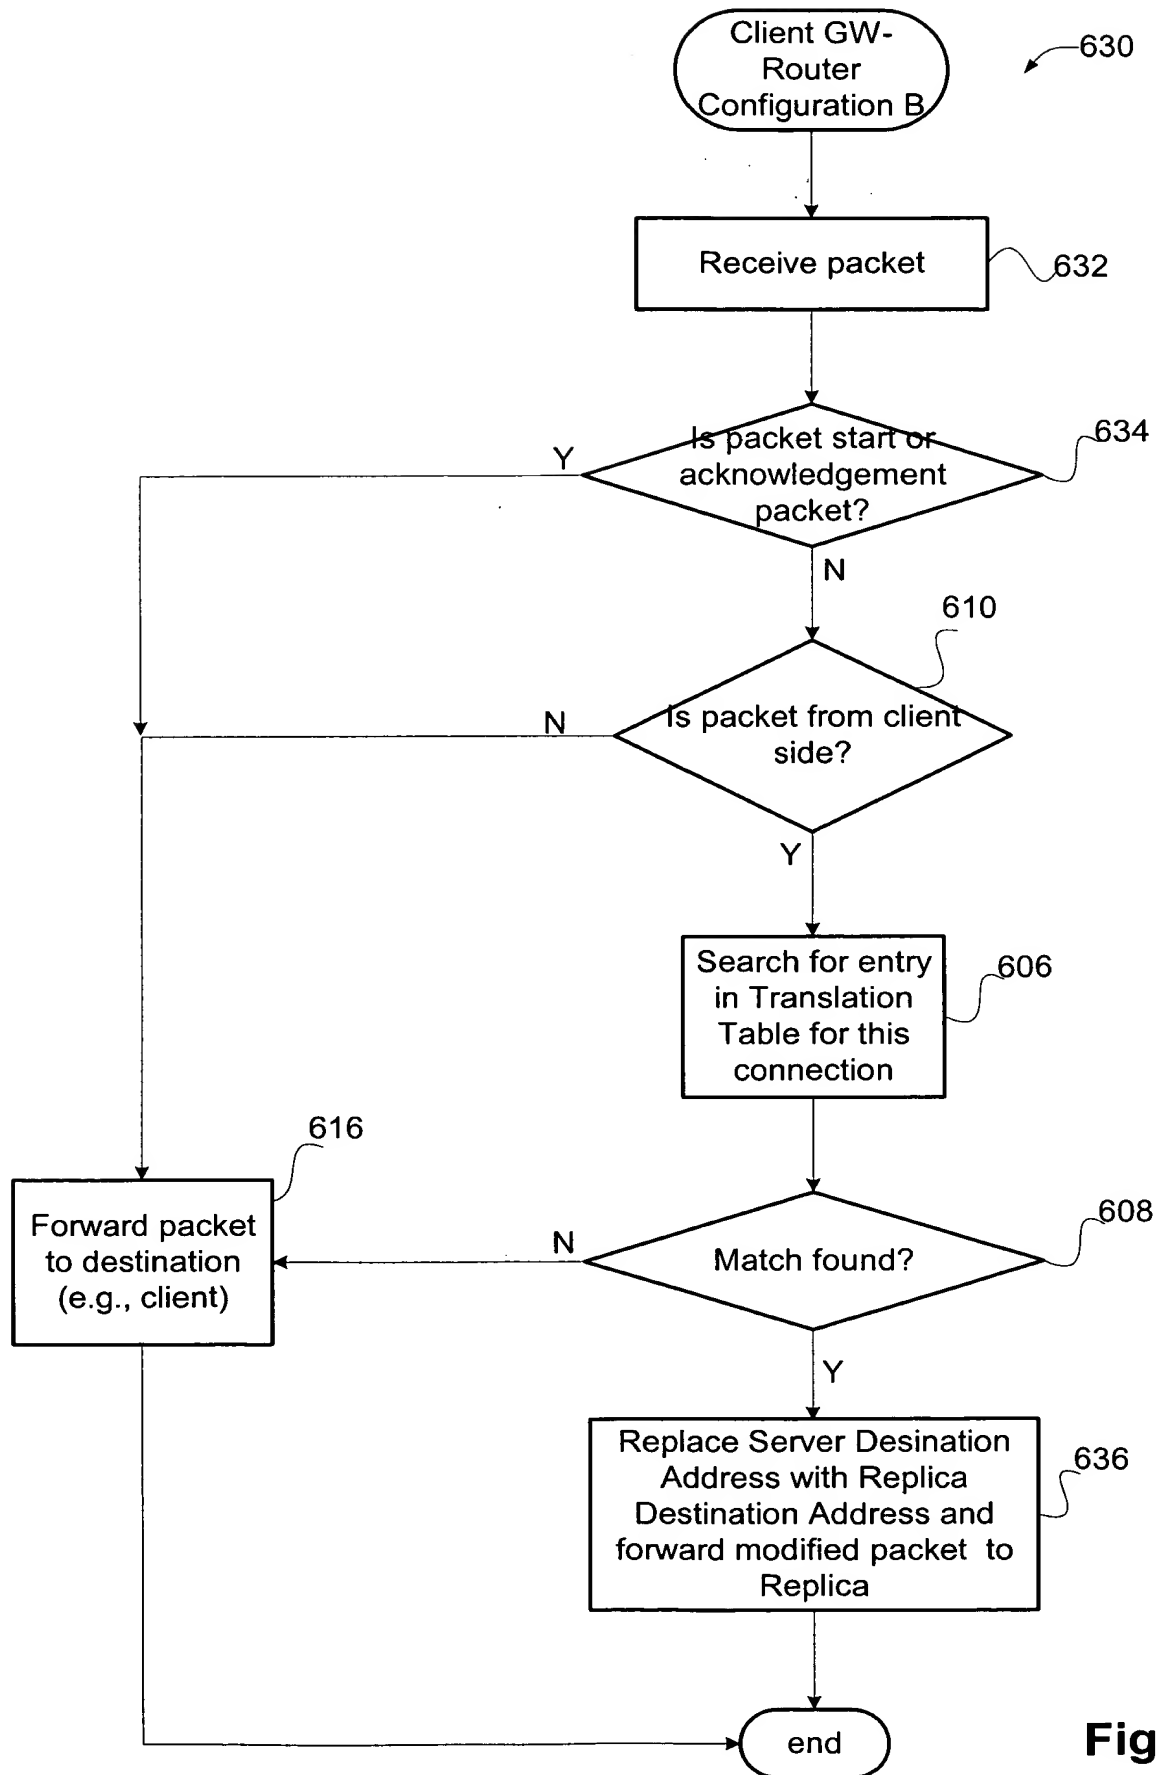 Client GW-
Router
Configuration B
630
Receive packet
632
Is packet start or
acknowledgement
packet?
634
Y
N
610
Is packet from client
side?
N
Y
Search for entry
in Translation
Table for this
connection
606
616
Forward packet
to destination
(e.g., client)
N
Match found?
608
Y
Replace Server Desination
Address with Replica
Destination Address and
forward modified packet to
Replica
636
end
Fig